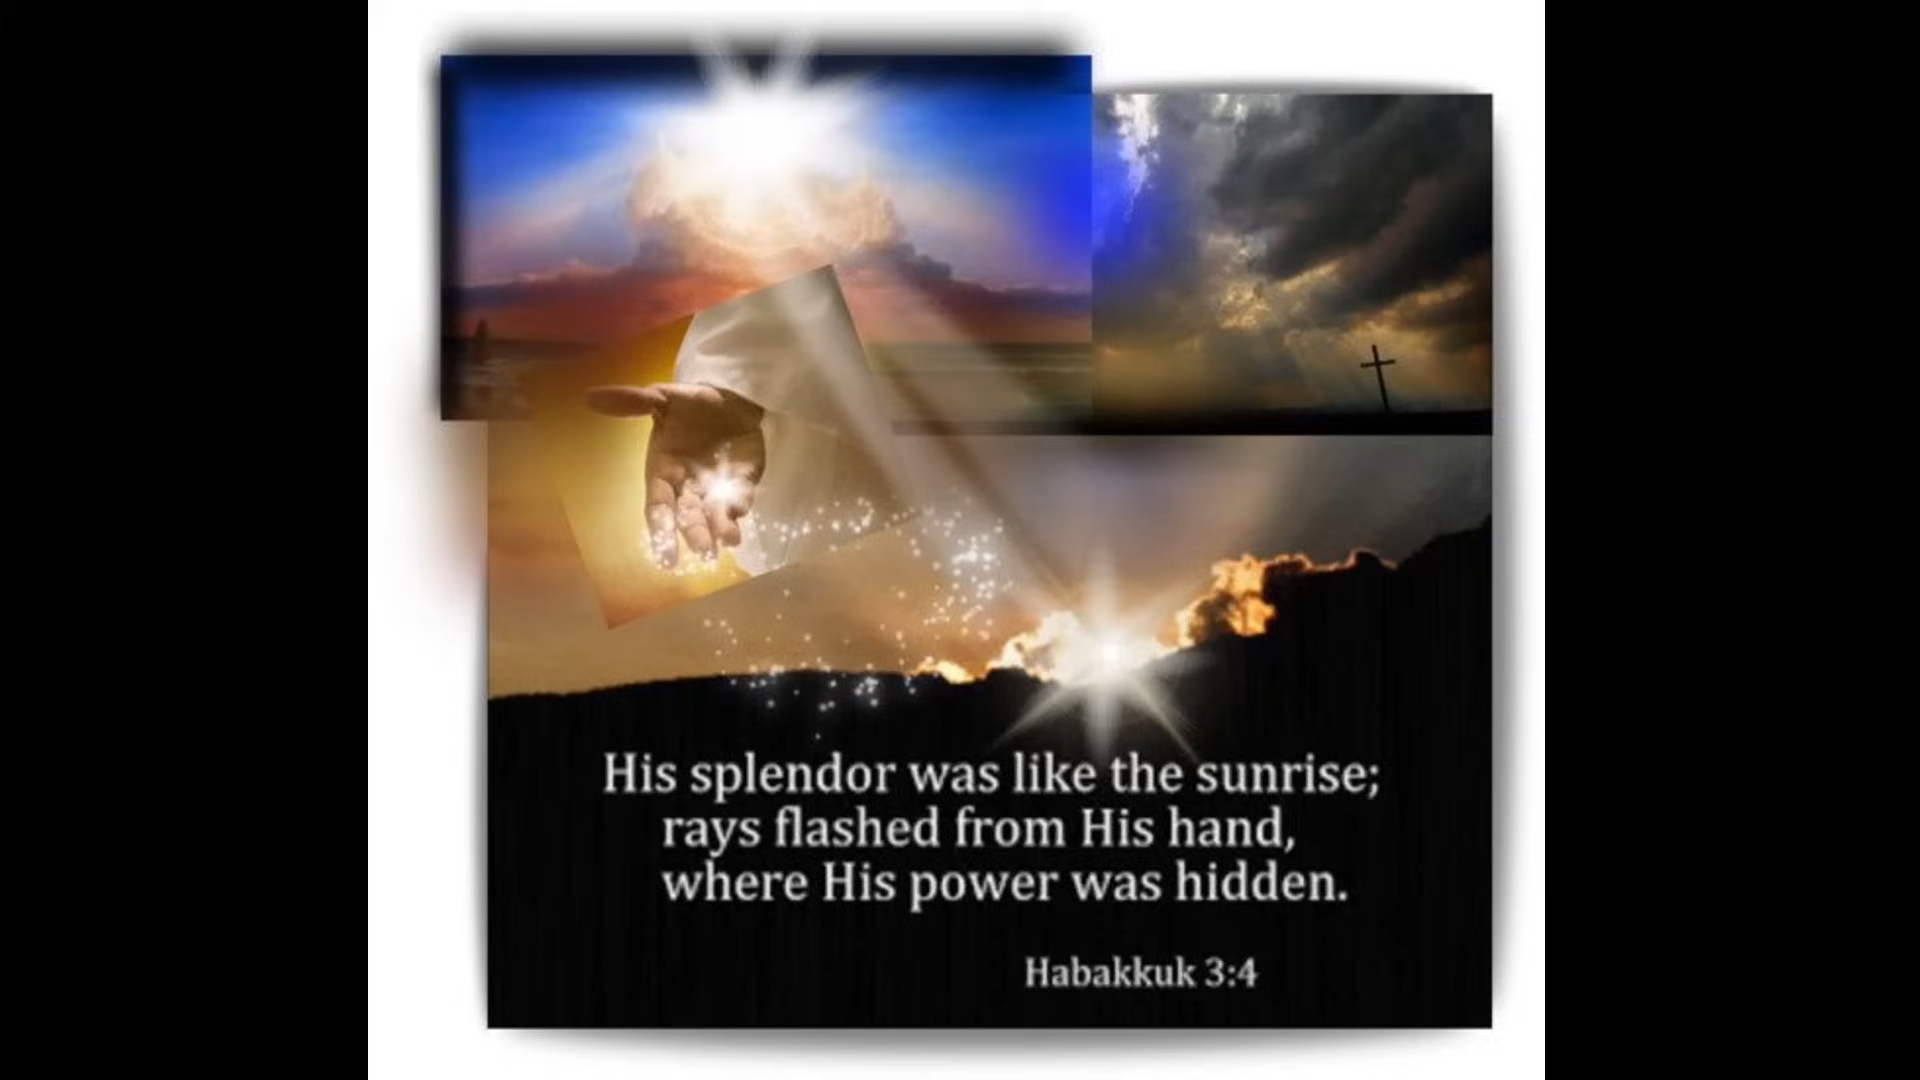 His splendor was like the sunrise;
rays flashed from His hand,
where His power was hidden.
Habakkuk 3:4